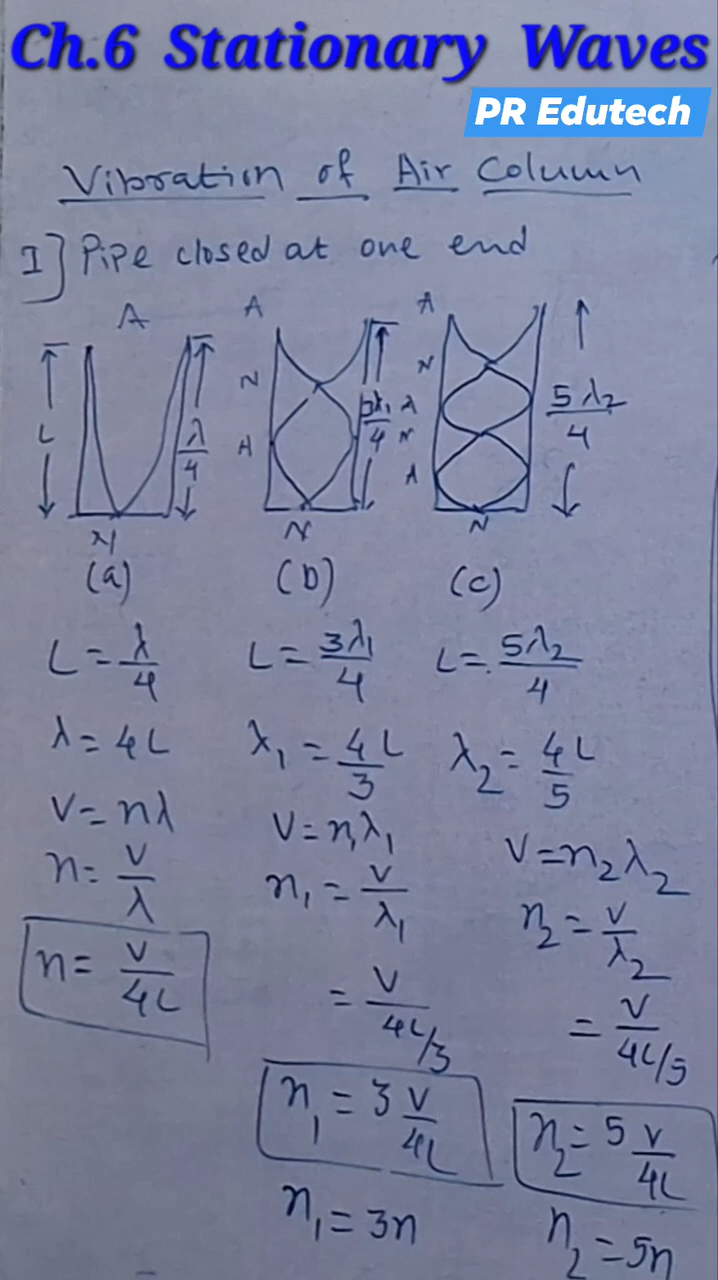 Ch.6 Stationary Waves
PR Edutech
Vibration of Air Column
I] Pipe closed at one end
A
L
λ/4
N
(a)
A
N
A
3λ₁/4
N
(b)
A
N
A
N
A
5λ₂/4
N
(c)
L = λ/4
λ = 4L
V = nλ
n = V/λ
n = V/4L
L = 3λ₁/4
λ₁ = 4L/3
V = n₁λ₁
n₁ = V/λ₁
= V/4L/3
n₁ = 3 V/4L
n₁ = 3n
L = 5λ₂/4
λ₂ = 4L/5
V = n₂λ₂
n₂ = V/λ₂
= V/4L/5
n₂ = 5 V/4L
n₂ = 5n